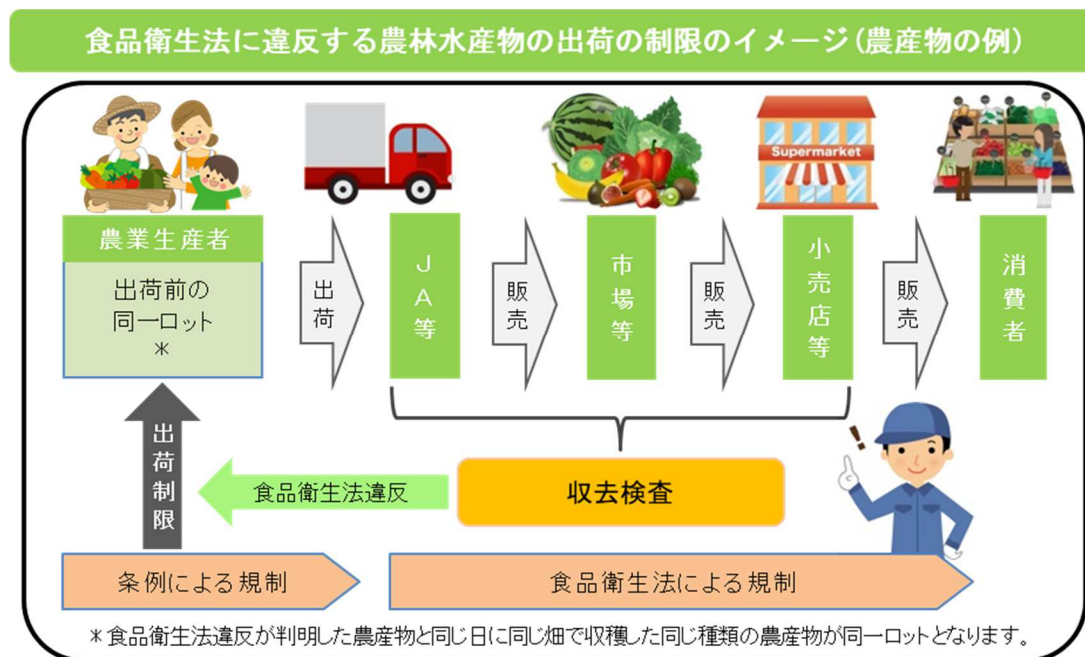 食品衛生法に違反する農林水産物の出荷の制限のイメージ(農産物の例)
Supermarket
農業生産者
出荷前の
同一ロット
*
出荷
JA等
販売
市場等
販売
小売店等
販売
消費者
出荷制限
食品衛生法違反
収去検査
条例による規制
食品衛生法による規制
*食品衛生法違反が判明した農産物と同じ日に同じ畑で収穫した同じ種類の農産物が同一ロットとなります。